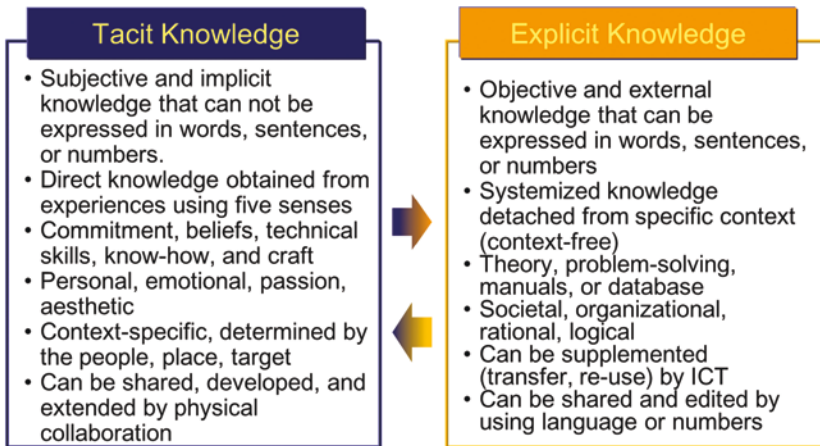 Tacit Knowledge
• Subjective and implicit
knowledge that can not be
expressed in words, sentences,
or numbers.
• Direct knowledge obtained from
experiences using five senses
• Commitment, beliefs, technical
skills, know-how, and craft
• Personal, emotional, passion,
aesthetic
• Context-specific, determined by
the people, place, target
• Can be shared, developed, and
extended by physical
collaboration
Explicit Knowledge
• Objective and external
knowledge that can be
expressed in words, sentences,
or numbers
• Systemized knowledge
detached from specific context
(context-free)
• Theory, problem-solving,
manuals, or database
• Societal, organizational,
rational, logical
• Can be supplemented
(transfer, re-use) by ICT
• Can be shared and edited by
using language or numbers